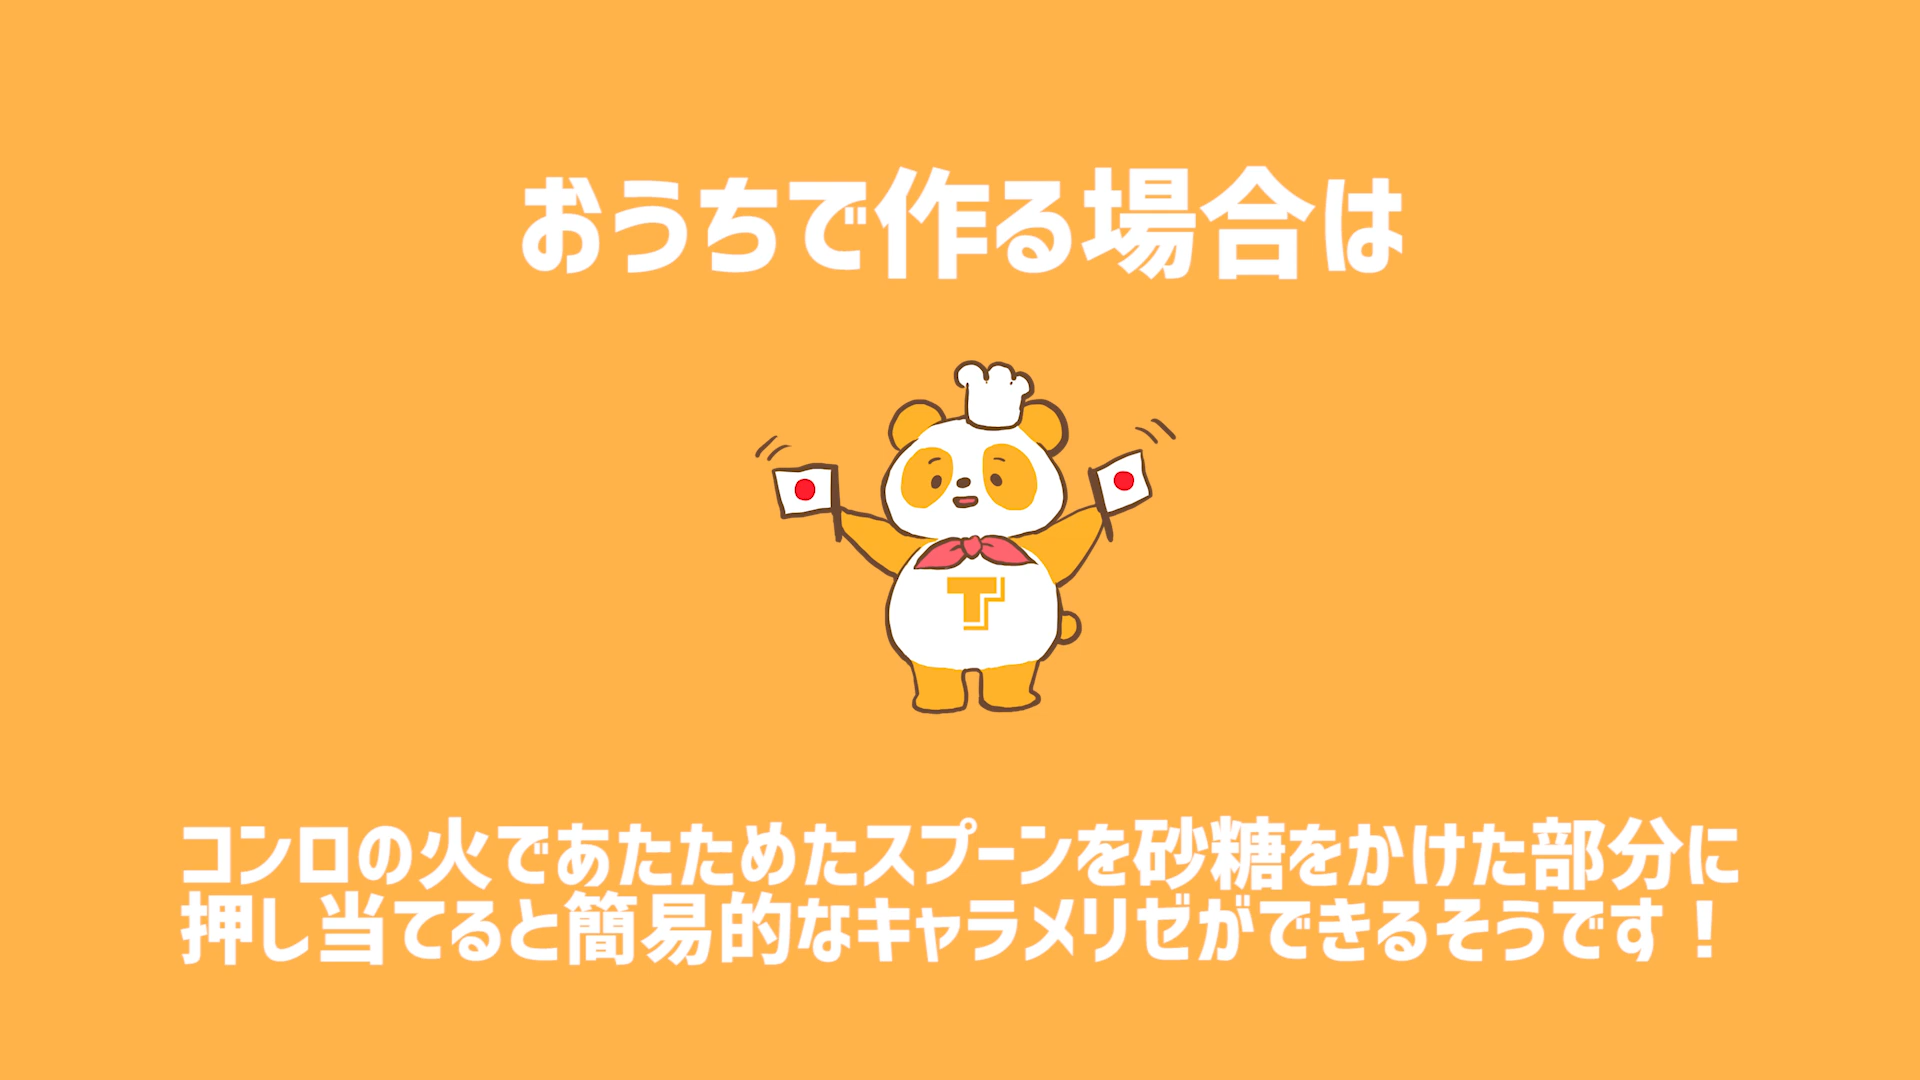 おうちで作る場合は
T
コンロの火であたためたスプーンを砂糖をかけた部分に
押し当てると簡易的なキャラメリゼができるそうです！